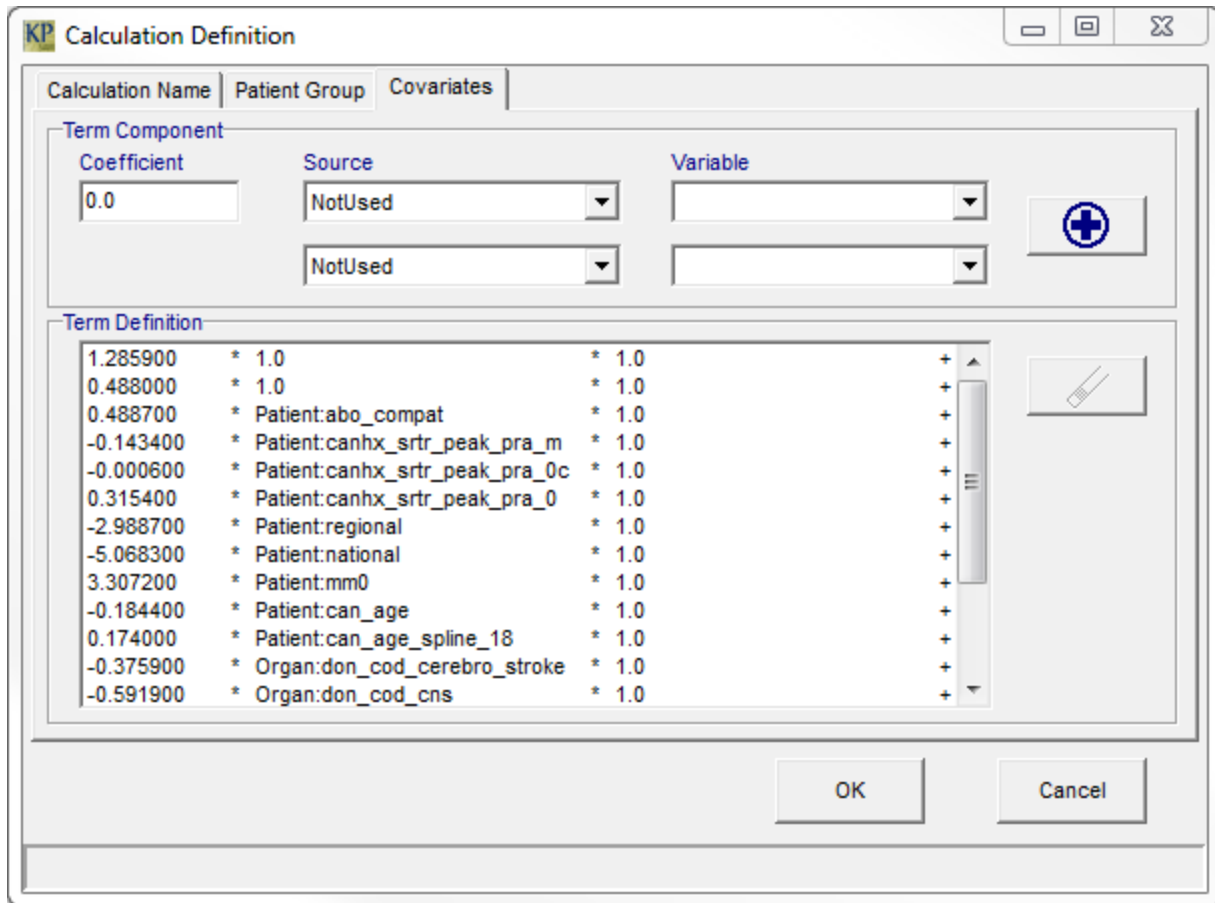 KP Calculation Definition
Calculation Name Patient Group Covariates
Term Component
Coefficient Source Variable
0.0 NotUsed
NotUsed
Term Definition
1.285900 * 1.0 * 1.0 +
0.488000 * 1.0 * 1.0 +
0.488700 * Patient:abo_compat * 1.0 +
-0.143400 * Patient:canhx_srtr_peak_pra_m * 1.0 +
-0.000600 * Patient:canhx_srtr_peak_pra_0c * 1.0 +
0.315400 * Patient:canhx_srtr_peak_pra_0 * 1.0 +
-2.988700 * Patient:regional * 1.0 +
-5.068300 * Patient:national * 1.0 +
3.307200 * Patient:mm0 * 1.0 +
-0.184400 * Patient:can_age * 1.0 +
0.174000 * Patient:can_age_spline_18 * 1.0 +
-0.375900 * Organ:don_cod_cerebro_stroke * 1.0 +
-0.591900 * Organ:don_cod_cns * 1.0 +
OK Cancel